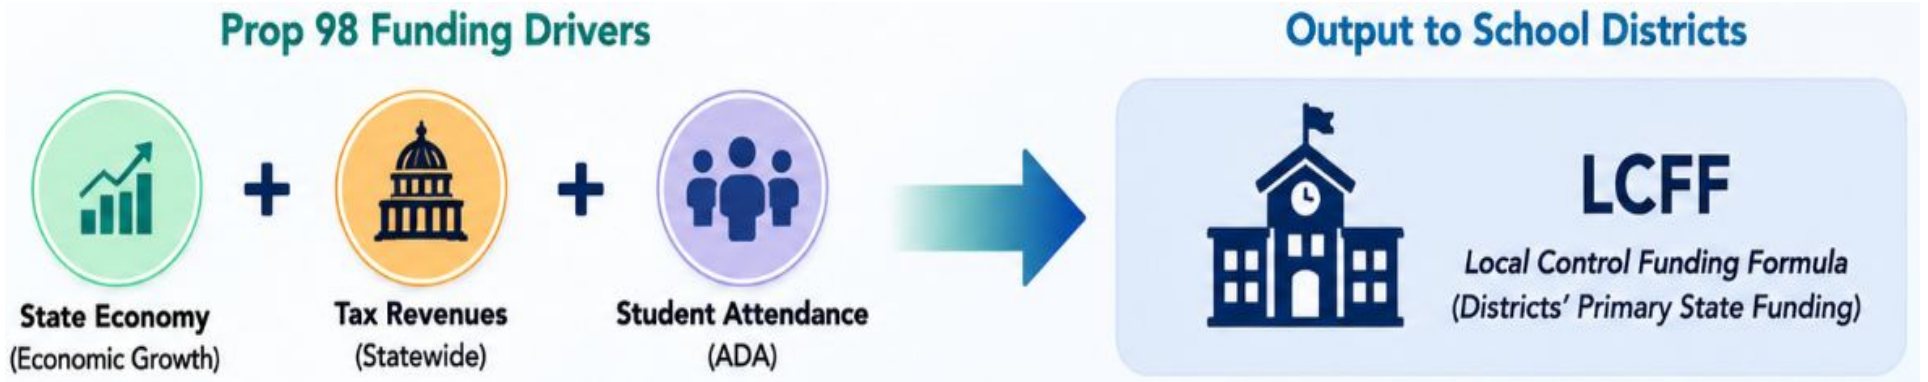 Prop 98 Funding Drivers
State Economy
(Economic Growth)
Tax Revenues
(Statewide)
Student Attendance
(ADA)
Output to School Districts
LCFF
Local Control Funding Formula
(Districts' Primary State Funding)